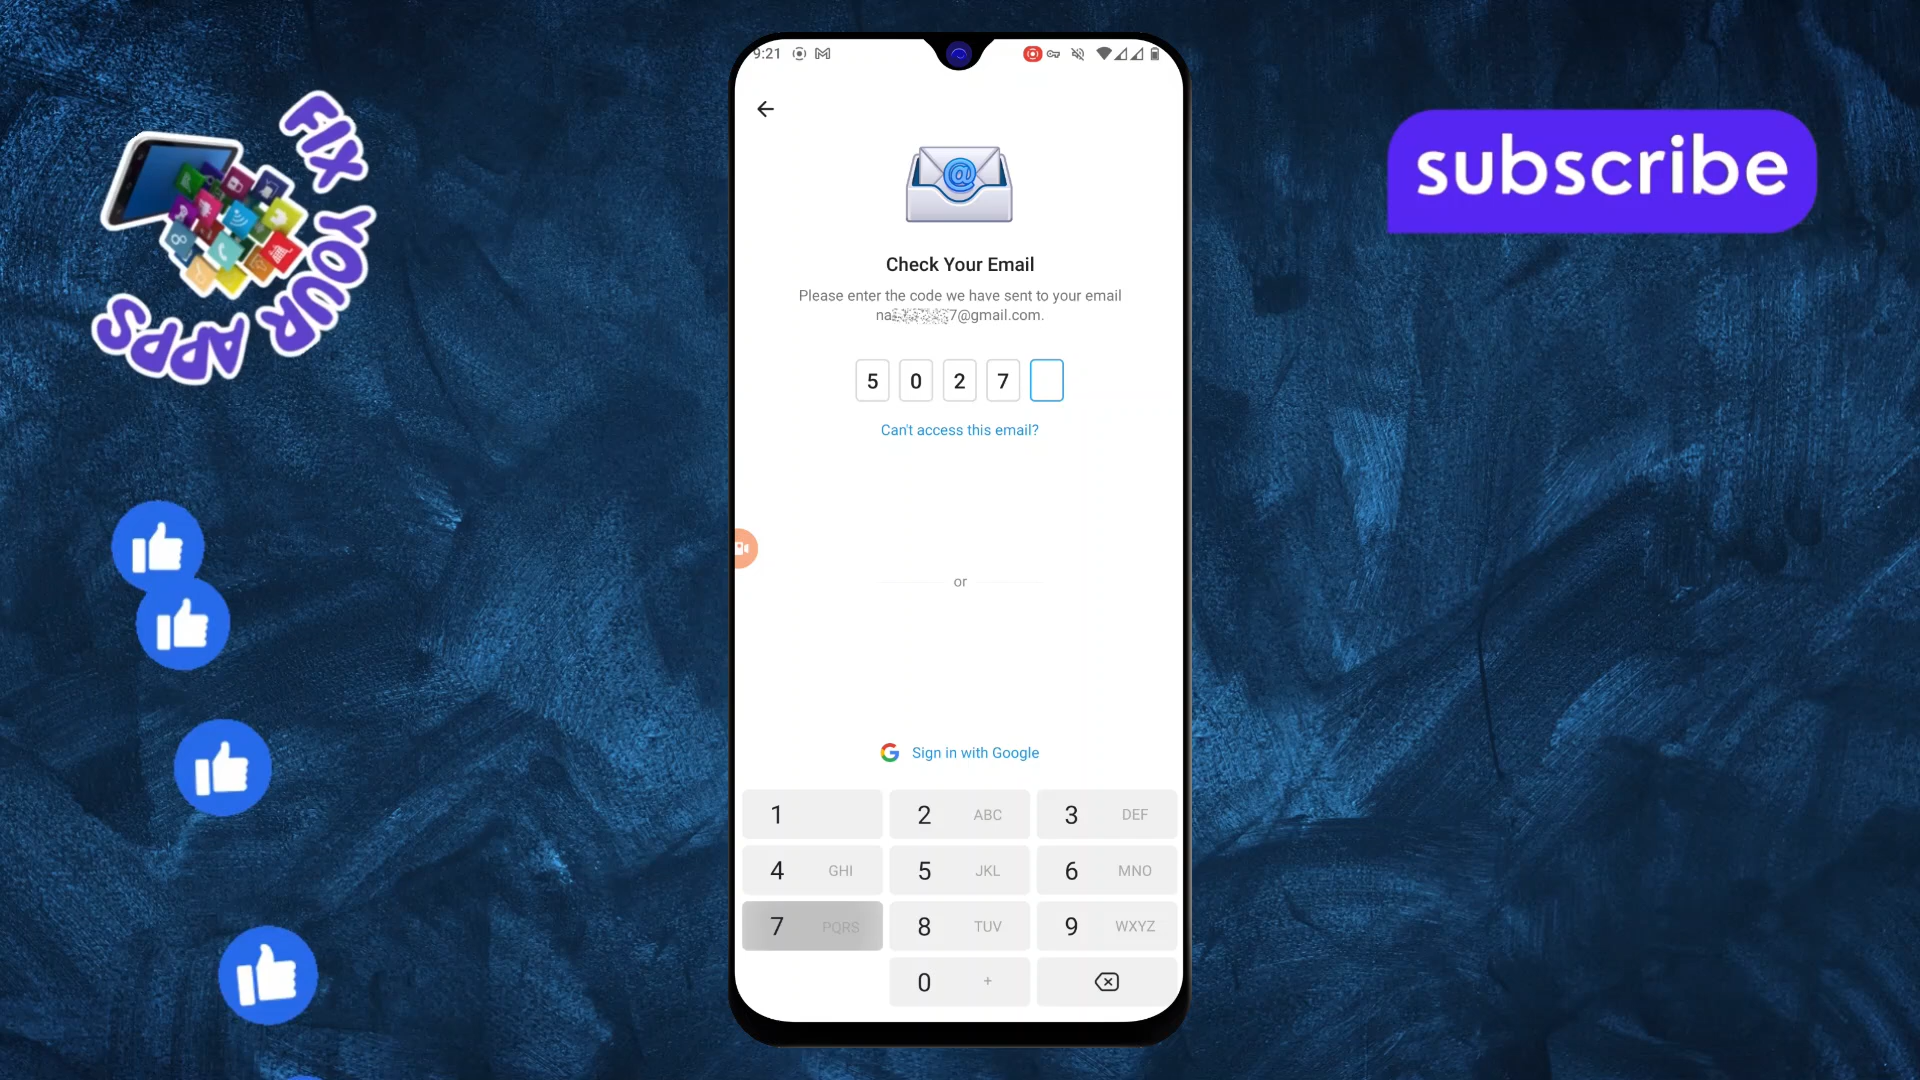 FIX YOUR APPS
subscribe
9:21
Check Your Email
Please enter the code we have sent to your email
na 7@gmail.com.
5 0 2 7
Can't access this email?
or
Sign in with Google
1
2 ABC
3 DEF
4 GHI
5 JKL
6 MNO
7 PQRS
8 TUV
9 WXYZ
0 +